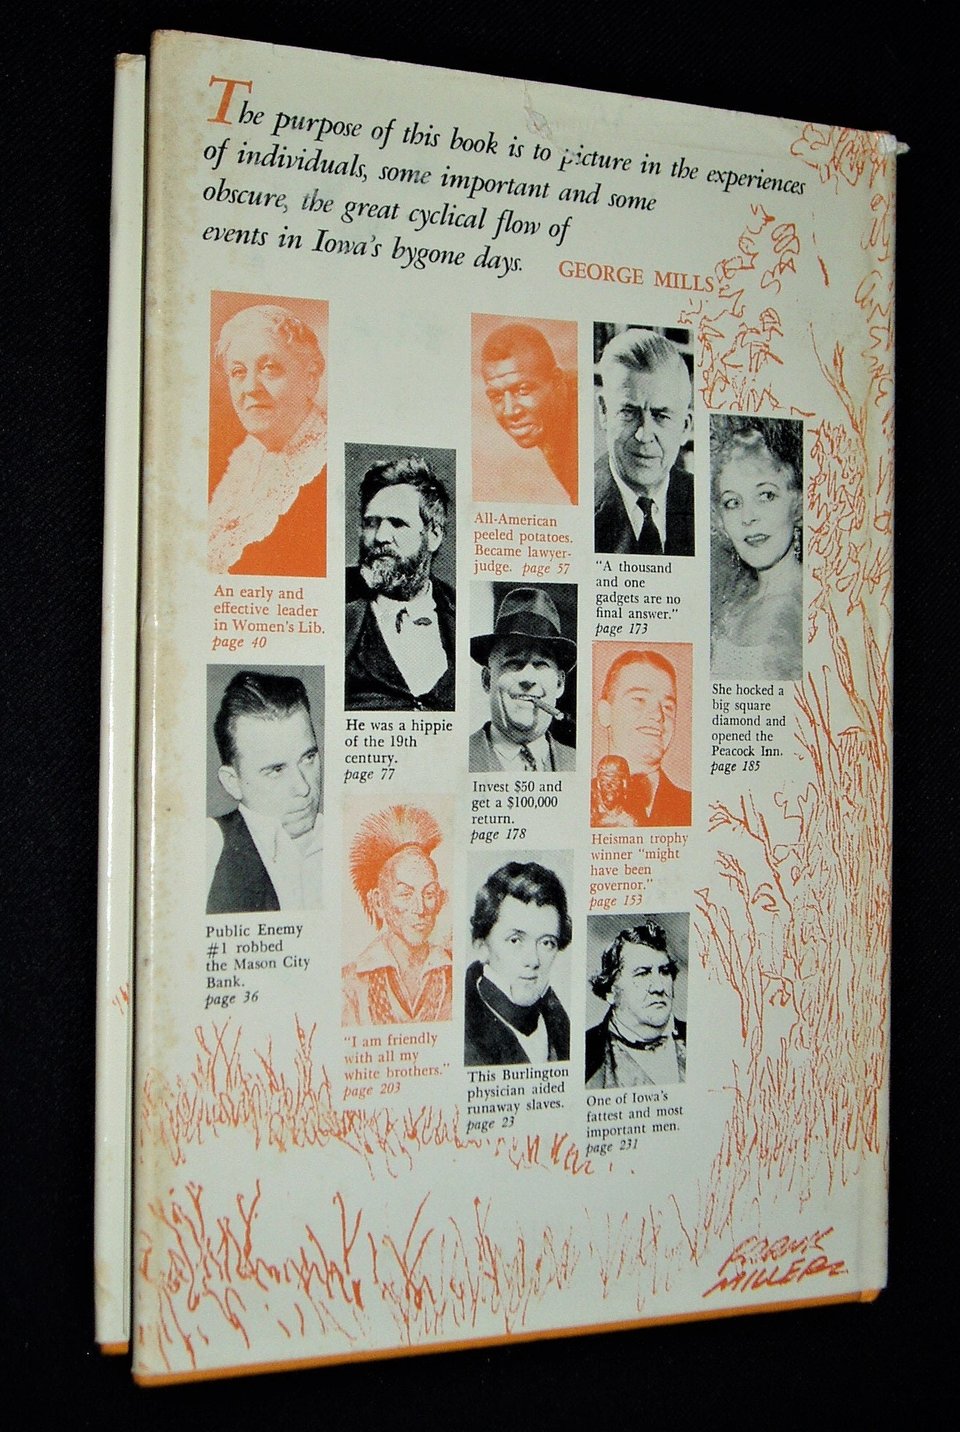 The purpose of this book is to picture in the experiences
of individuals, some important and some
obscure, the great cyclical flow of
events in Iowa's bygone days.
GEORGE MILLS
An early and
effective leader
in Women's Lib.
page 40
He was a hippie
of the 19th
century.
page 77
All-American
peeled potatoes.
Became lawyer-
judge. page 57
"A thousand
and one
gadgets are no
final answer."
page 173
She hocked a
big square
diamond and
opened the
Peacock Inn.
page 185
Public Enemy
#1 robbed
the Mason City
Bank.
page 36
"I am friendly
with all my
white brothers."
page 203
Invest $50 and
get a $100,000
return.
page 178
Heisman trophy
winner "might
have been
governor."
page 153
This Burlington
physician aided
runaway slaves.
page 23
One of Iowa's
fattest and most
important men.
page 231
FRANK
MILLER